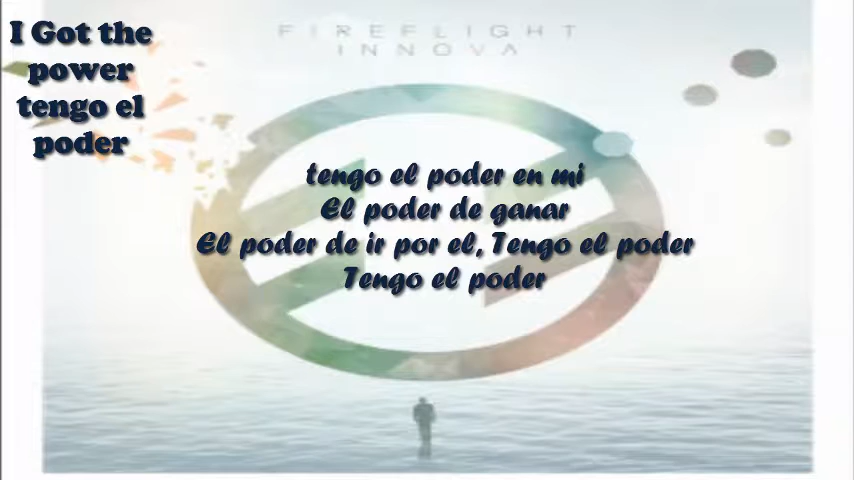 I Got the
power
tengo el
poder
FIREFLIGHT
INNOVA
tengo el poder en mi
El poder de ganar
El poder de ir por el, Tengo el poder
Tengo el poder